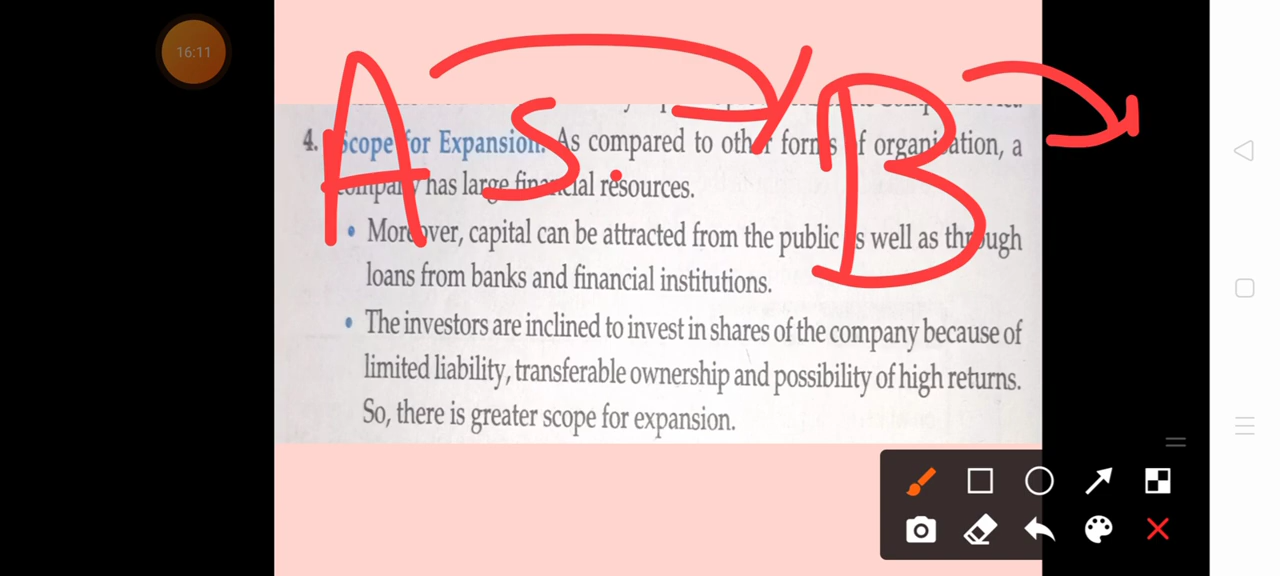 16:11
A s. → B →
4. Scope for Expansion. As compared to other forms of organisation, a
company has large financial resources.
• Moreover, capital can be attracted from the public as well as through
loans from banks and financial institutions.
• The investors are inclined to invest in shares of the company because of
limited liability, transferable ownership and possibility of high returns.
So, there is greater scope for expansion.